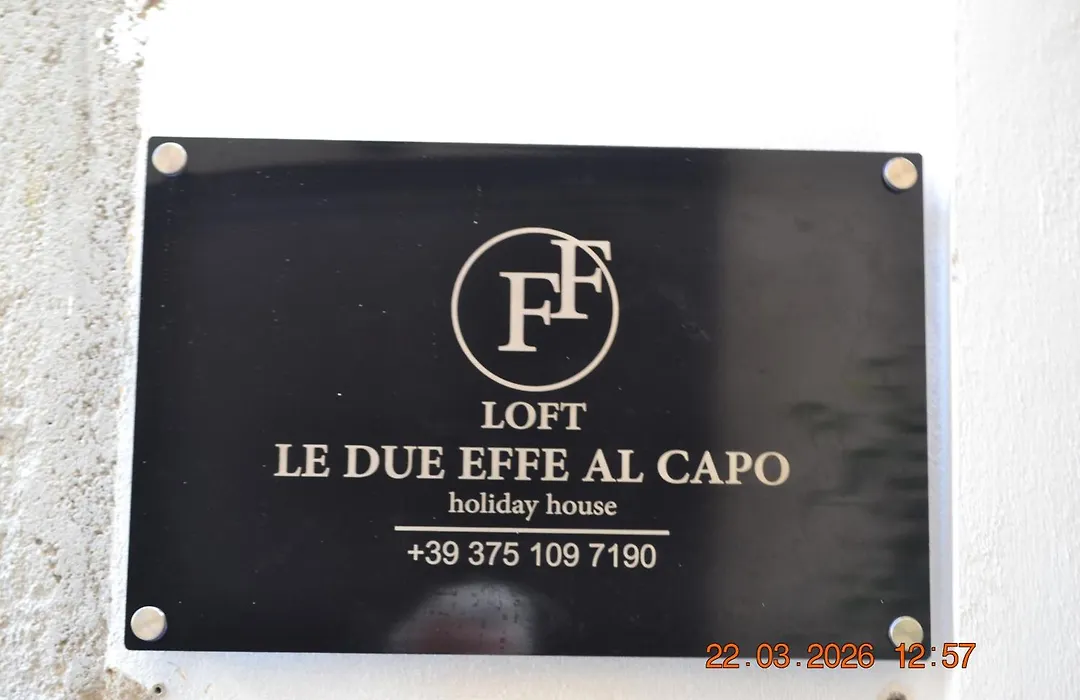 FF
LOFT
LE DUE EFFE AL CAPO
holiday house
+39 375 109 7190
22.03.2026 12:57